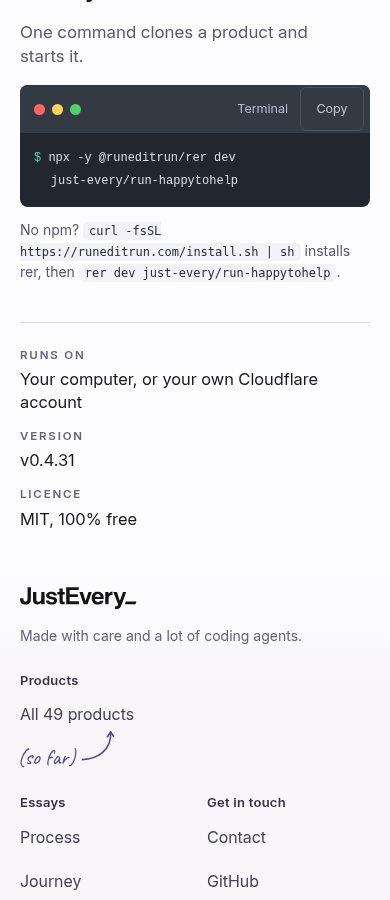 One command clones a product and
starts it.
Terminal
Copy
$ npx -y @runeditrun/rer dev
just-every/run-happytohelp
No npm? curl -fsSL
https://runeditrun.com/install.sh | sh installs
rer, then rer dev just-every/run-happytohelp.
RUNS ON
Your computer, or your own Cloudflare
account
VERSION
v0.4.31
LICENCE
MIT, 100% free
JustEvery_
Made with care and a lot of coding agents.
Products
All 49 products
(so far)
Essays
Get in touch
Process
Contact
Journey
GitHub